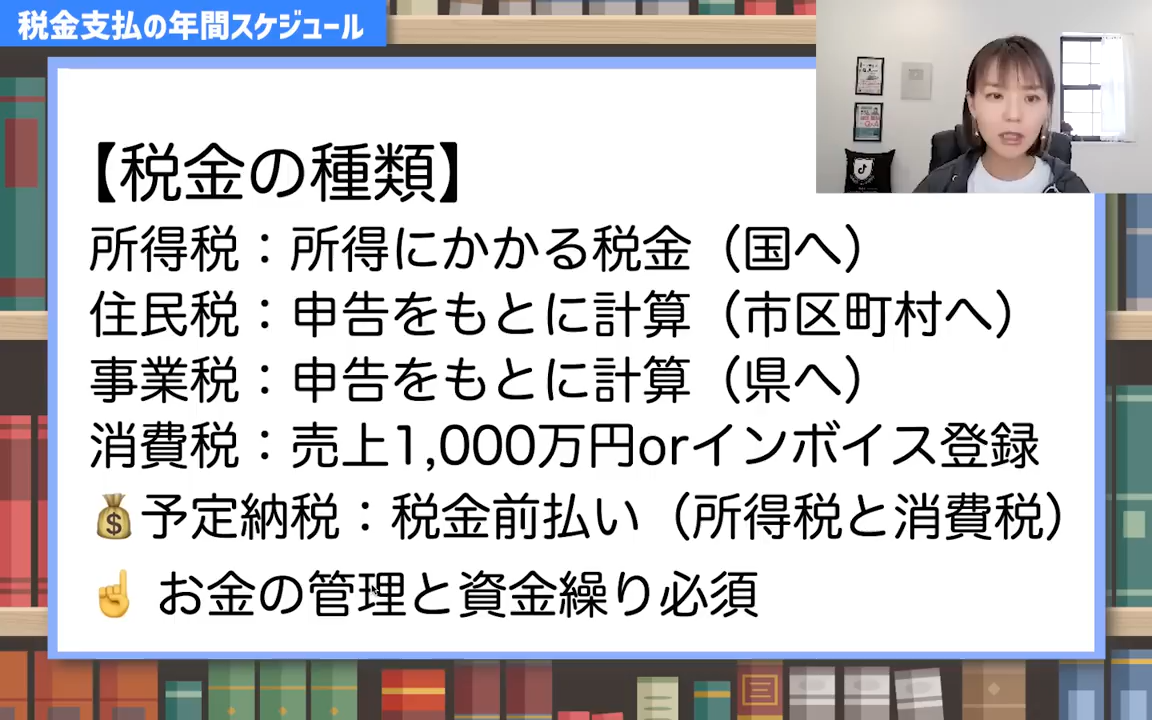 税金支払の年間スケジュール
【税金の種類】
所得税：所得にかかる税金（国へ）
住民税：申告をもとに計算（市区町村へ）
事業税：申告をもとに計算（県へ）
消費税：売上1,000万円orインボイス登録
💰予定納税：税金前払い（所得税と消費税）
☝️ お金の管理と資金繰り必須